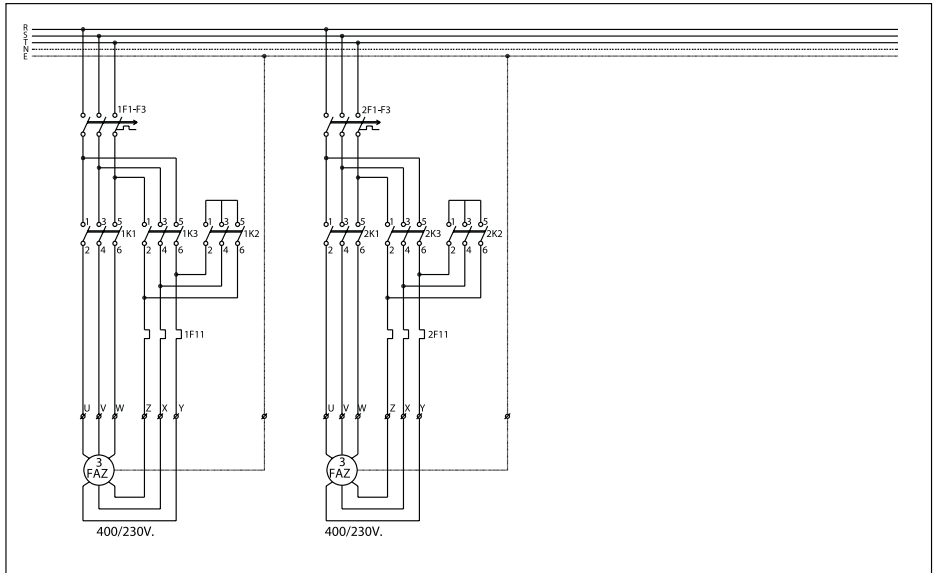 R
S
T
N
E
1F1-F3 2F1-F3
1 3 5 1 3 5 1 3 5 1 3 5 1 3 5 1 3 5
1K1 1K3 1K2 2K1 2K3 2K2
2 4 6 2 4 6 2 4 6 2 4 6 2 4 6 2 4 6
1F11 2F11
U V W Z X Y U V W Z X Y
3 3
FAZ FAZ
400/230V. 400/230V.